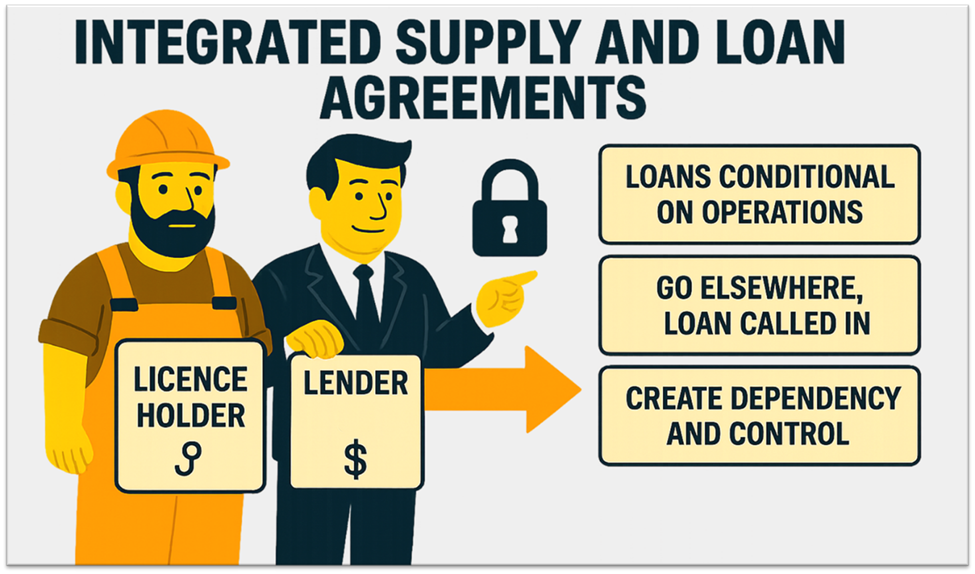 INTEGRATED SUPPLY AND LOAN
AGREEMENTS
LICENCE
HOLDER
LENDER
$
LOANS CONDITIONAL
ON OPERATIONS
GO ELSEWHERE,
LOAN CALLED IN
CREATE DEPENDENCY
AND CONTROL